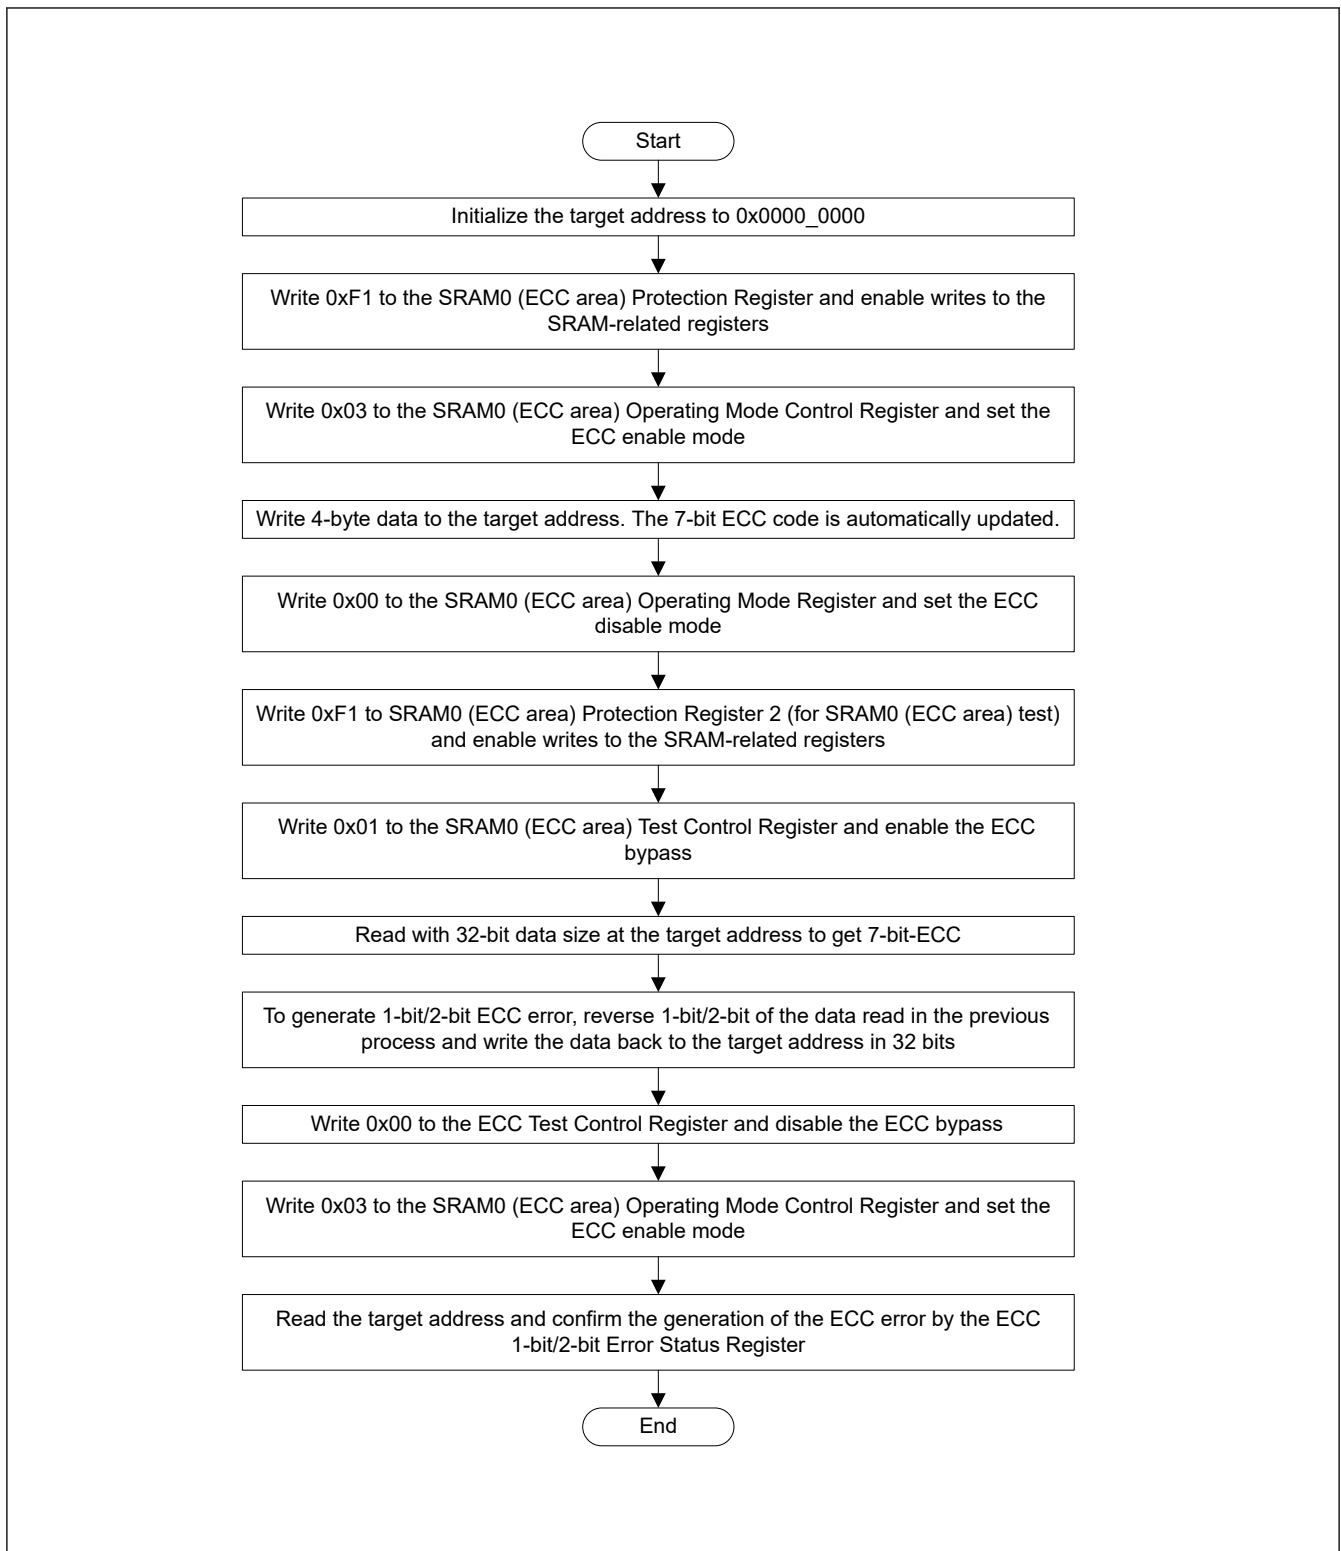 Start
Initialize the target address to 0x0000_0000
Write 0xF1 to the SRAM0 (ECC area) Protection Register and enable writes to the
SRAM-related registers
Write 0x03 to the SRAM0 (ECC area) Operating Mode Control Register and set the
ECC enable mode
Write 4-byte data to the target address. The 7-bit ECC code is automatically updated.
Write 0x00 to the SRAM0 (ECC area) Operating Mode Register and set the ECC
disable mode
Write 0xF1 to SRAM0 (ECC area) Protection Register 2 (for SRAM0 (ECC area) test)
and enable writes to the SRAM-related registers
Write 0x01 to the SRAM0 (ECC area) Test Control Register and enable the ECC
bypass
Read with 32-bit data size at the target address to get 7-bit-ECC
To generate 1-bit/2-bit ECC error, reverse 1-bit/2-bit of the data read in the previous
process and write the data back to the target address in 32 bits
Write 0x00 to the ECC Test Control Register and disable the ECC bypass
Write 0x03 to the SRAM0 (ECC area) Operating Mode Control Register and set the
ECC enable mode
Read the target address and confirm the generation of the ECC error by the ECC
1-bit/2-bit Error Status Register
End